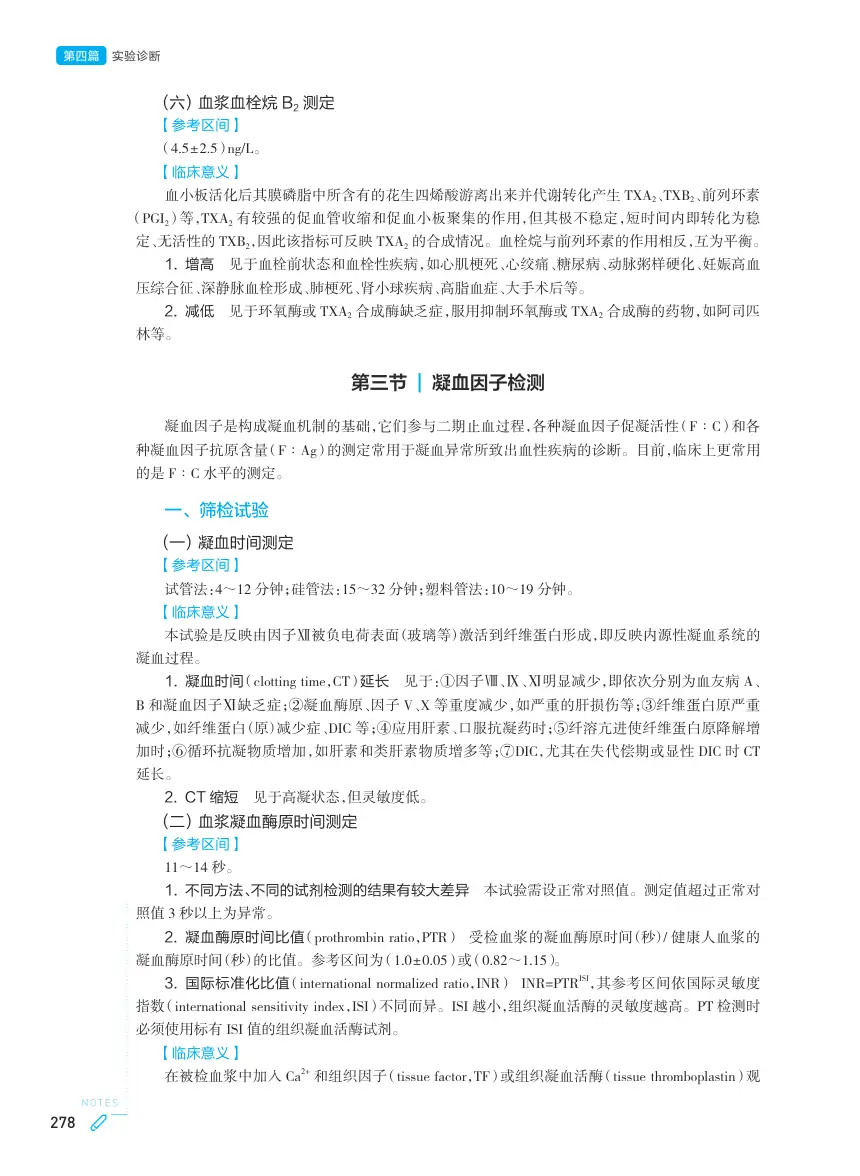 第四篇 实验诊断
（六）血浆血栓烷 B₂ 测定
【参考区间】
（4.5±2.5）ng/L。
【临床意义】
血小板活化后其膜磷脂中所含有的花生四烯酸游离出来并代谢转化产生 TXA₂、TXB₂、前列环素
（PGI₂）等，TXA₂ 有较强的促血管收缩和促血小板聚集的作用，但其极不稳定，短时间内即转化为稳
定、无活性的 TXB₂，因此该指标可反映 TXA₂ 的合成情况。血栓烷与前列环素的作用相反，互为平衡。
1. 增高　见于血栓前状态和血栓性疾病，如心肌梗死、心绞痛、糖尿病、动脉粥样硬化、妊娠高血
压综合征、深静脉血栓形成、肺梗死、肾小球疾病、高脂血症、大手术后等。
2. 减低　见于环氧酶或 TXA₂ 合成酶缺乏症，服用抑制环氧酶或 TXA₂ 合成酶的药物，如阿司匹
林等。
第三节 | 凝血因子检测
凝血因子是构成凝血机制的基础，它们参与二期止血过程，各种凝血因子促凝活性（F∶C）和各
种凝血因子抗原含量（F∶Ag）的测定常用于凝血异常所致出血性疾病的诊断。目前，临床上更常用
的是 F∶C 水平的测定。
一、筛检试验
（一）凝血时间测定
【参考区间】
试管法：4～12 分钟；硅管法：15～32 分钟；塑料管法：10～19 分钟。
【临床意义】
本试验是反映由因子Ⅻ被负电荷表面（玻璃等）激活到纤维蛋白形成，即反映内源性凝血系统的
凝血过程。
1. 凝血时间（clotting time，CT）延长　见于：①因子Ⅷ、Ⅸ、Ⅺ明显减少，即依次分别为血友病 A、
B 和凝血因子Ⅺ缺乏症；②凝血酶原、因子 V、X 等重度减少，如严重的肝损伤等；③纤维蛋白原严重
减少，如纤维蛋白（原）减少症、DIC 等；④应用肝素、口服抗凝药时；⑤纤溶亢进使纤维蛋白原降解增
加时；⑥循环抗凝物质增加，如肝素和类肝素物质增多等；⑦DIC，尤其在失代偿期或显性 DIC 时 CT
延长。
2. CT 缩短　见于高凝状态，但灵敏度低。
（二）血浆凝血酶原时间测定
【参考区间】
11～14 秒。
1. 不同方法、不同的试剂检测的结果有较大差异　本试验需设正常对照值。测定值超过正常对
照值 3 秒以上为异常。
2. 凝血酶原时间比值（prothrombin ratio，PTR）　受检血浆的凝血酶原时间（秒）/ 健康人血浆的
凝血酶原时间（秒）的比值。参考区间为（1.0±0.05）或（0.82～1.15）。
3. 国际标准化比值（international normalized ratio，INR）　INR=PTRᴵˢᴵ，其参考区间依国际灵敏度
指数（international sensitivity index，ISI）不同而异。ISI 越小，组织凝血活酶的灵敏度越高。PT 检测时
必须使用标有 ISI 值的组织凝血活酶试剂。
【临床意义】
在被检血浆中加入 Ca²⁺ 和组织因子（tissue factor，TF）或组织凝血活酶（tissue thromboplastin）观
NOTES
278